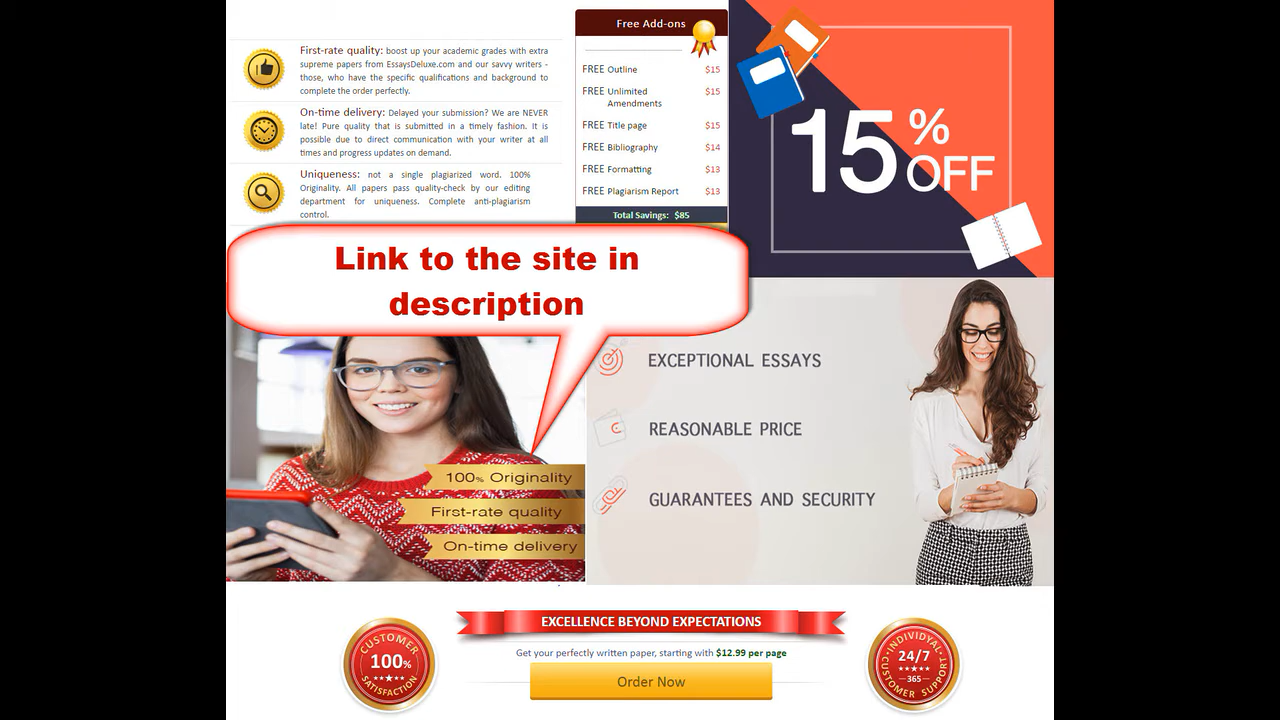 First-rate quality: boost up your academic grades with extra
supreme papers from EssaysDeluxe.com and our savvy writers -
those, who have the specific qualifications and background to
complete the order perfectly.
On-time delivery: Delayed your submission? We are NEVER
late! Pure quality that is submitted in a timely fashion. It is
possible due to direct communication with your writer at all
times and progress updates on demand.
Uniqueness: not a single plagiarized word. 100%
Originality. All papers pass quality-check by our editing
department for uniqueness. Complete anti-plagiarism
control.
Free Add-ons
FREE Outline $15
FREE Unlimited $15
Amendments
FREE Title page $15
FREE Bibliography $14
FREE Formatting $13
FREE Plagiarism Report $13
Total Savings: $85
15%
OFF
Link to the site in
description
100% Originality
First-rate quality
On-time delivery
EXCEPTIONAL ESSAYS
REASONABLE PRICE
GUARANTEES AND SECURITY
CUSTOMER
100%
SATISFACTION
EXCELLENCE BEYOND EXPECTATIONS
Get your perfectly written paper, starting with $12.99 per page
Order Now
INDIVIDYAL
24/7
365
CUSTOMER SUPPORT